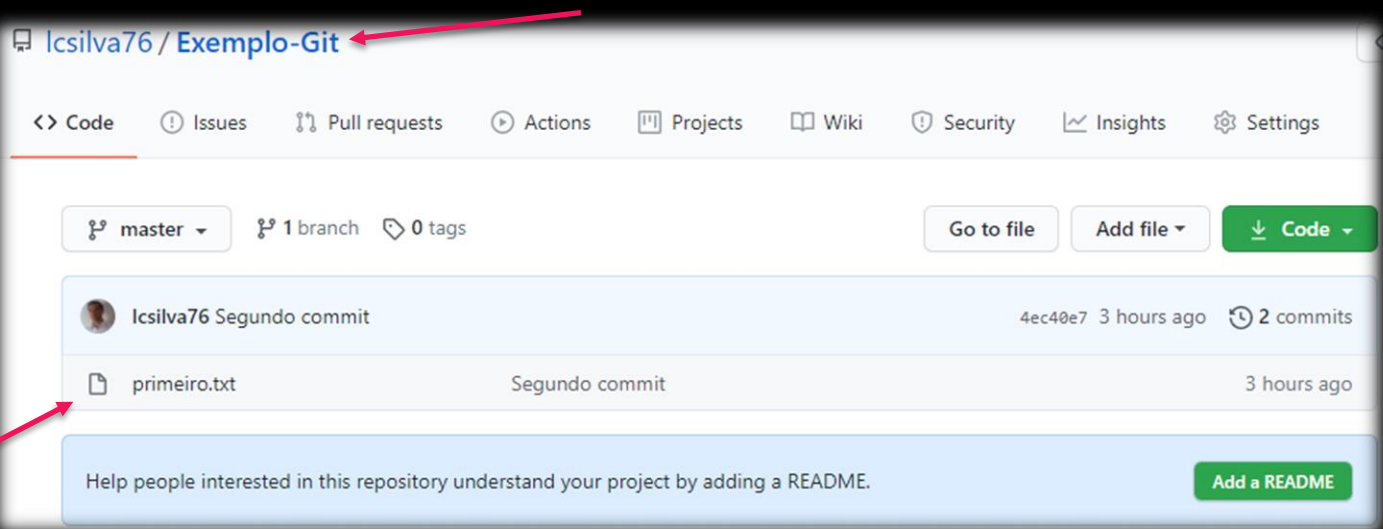 lcsilva76 / Exemplo-Git
<> Code Issues Pull requests Actions Projects Wiki Security Insights Settings
master 1 branch 0 tags Go to file Add file Code
lcsilva76 Segundo commit 4ec40e7 3 hours ago 2 commits
primeiro.txt Segundo commit 3 hours ago
Help people interested in this repository understand your project by adding a README. Add a README